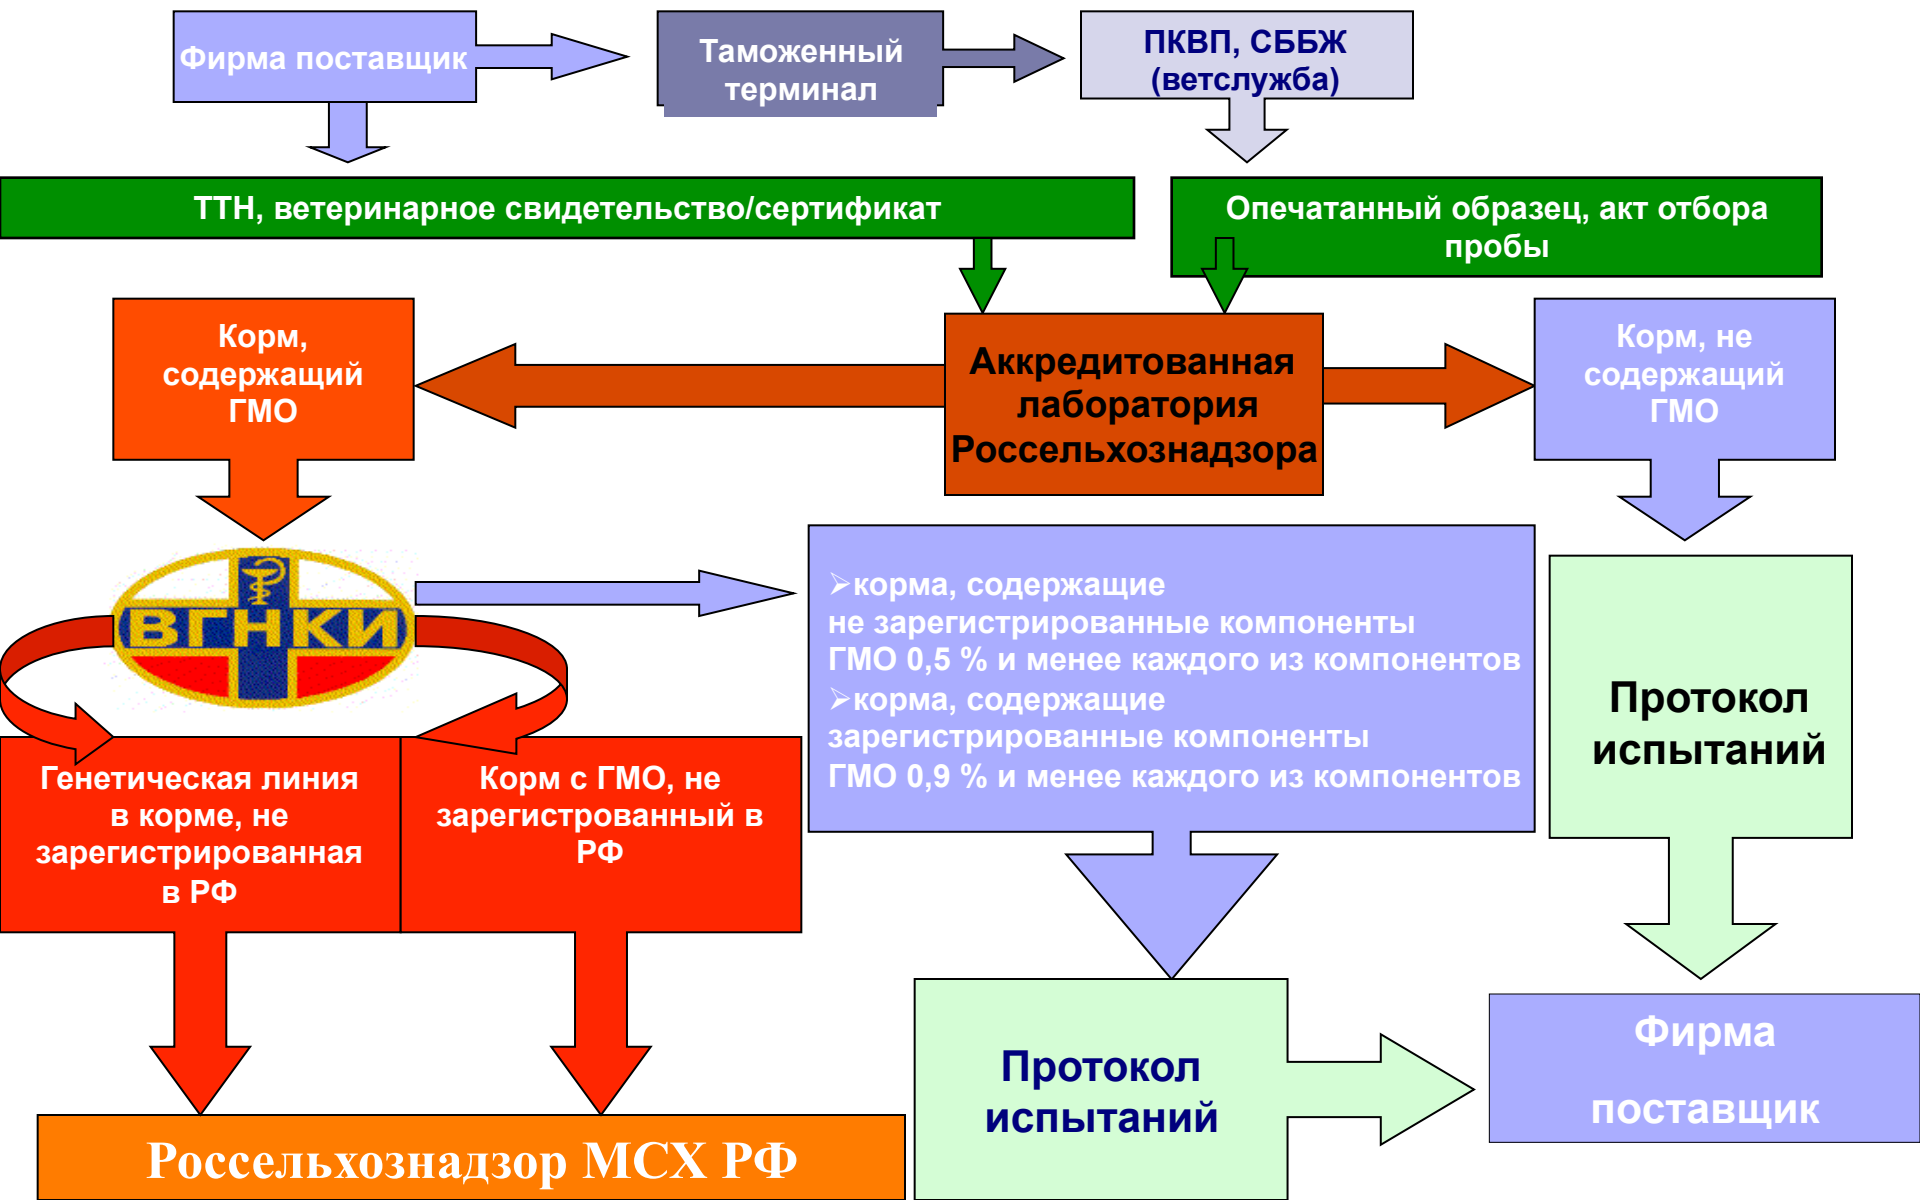 Фирма поставщик
Таможенный
терминал
ПКВП, СББЖ
(ветслужба)
ТТН, ветеринарное свидетельство/сертификат
Опечатанный образец, акт отбора
пробы
Корм,
содержащий
ГМО
Аккредитованная
лаборатория
Россельхознадзора
Корм, не
содержащий
ГМО
ВГНКИ
➢корма, содержащие
не зарегистрированные компоненты
ГМО 0,5 % и менее каждого из компонентов
➢корма, содержащие
зарегистрированные компоненты
ГМО 0,9 % и менее каждого из компонентов
Протокол
испытаний
Генетическая линия
в корме, не
зарегистрированная
в РФ
Корм с ГМО, не
зарегистрованный в
РФ
Протокол
испытаний
Фирма
поставщик
Россельхознадзор МСХ РФ